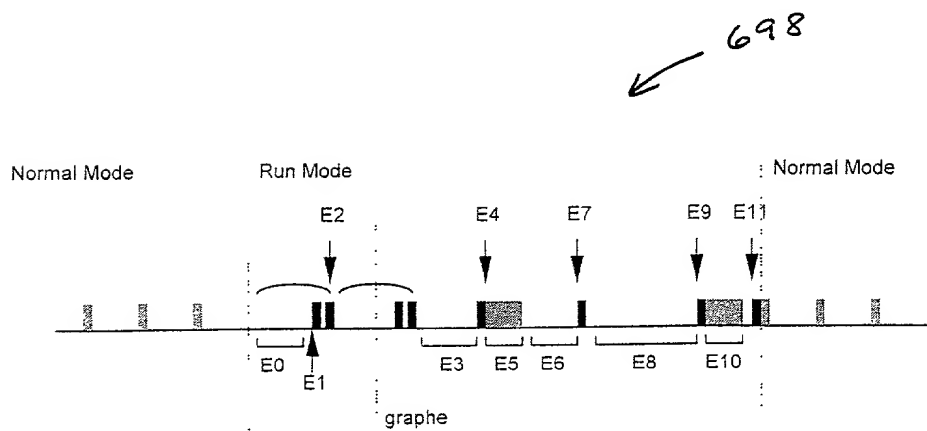 698
Normal Mode Run Mode Normal Mode
E2 E4 E7 E9 E11
E0 E3 E5 E6 E8 E10
E1
graphe